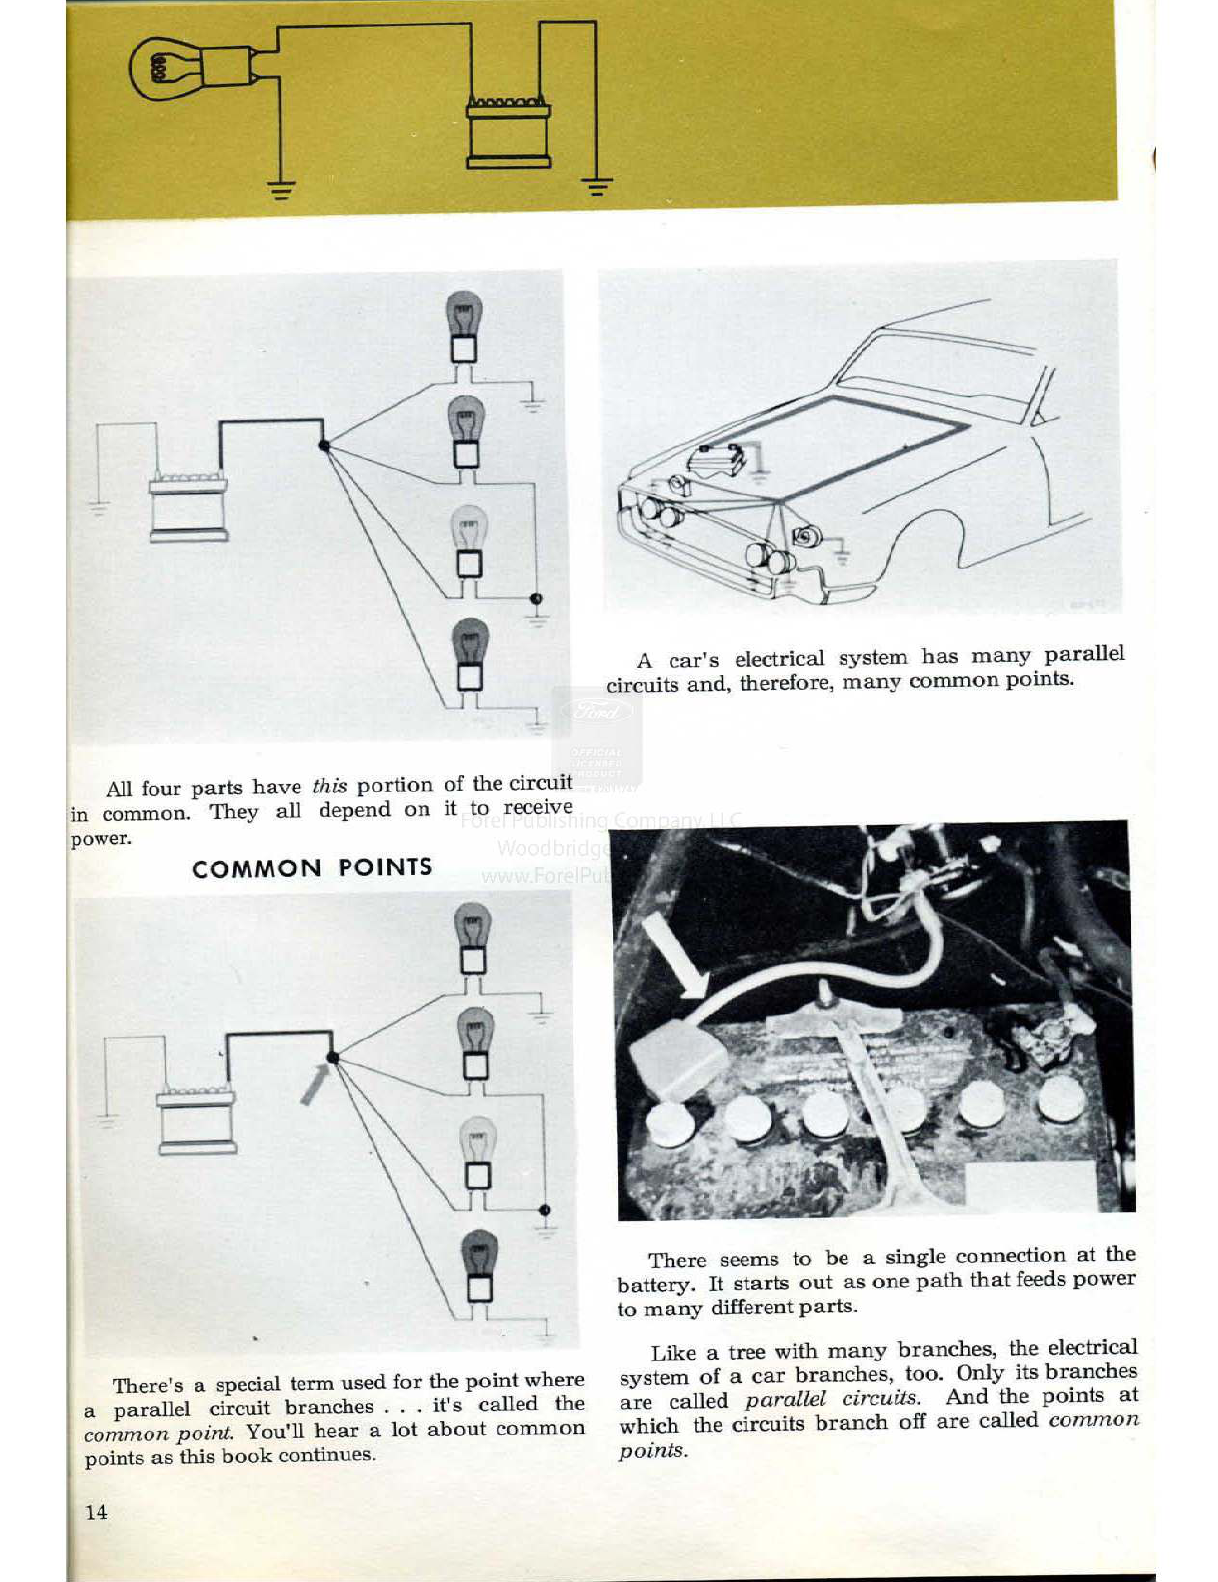 All four parts have this portion of the circuit
in common. They all depend on it to receive
power.
COMMON POINTS
There's a special term used for the point where
a parallel circuit branches . . . it's called the
common point. You'll hear a lot about common
points as this book continues.
14
A car's electrical system has many parallel
circuits and, therefore, many common points.
Ford
OFFICIAL
LICENSED
PRODUCT
Forel Publishing Company, LLC
Woodbridge
www.ForelPub
There seems to be a single connection at the
battery. It starts out as one path that feeds power
to many different parts.
Like a tree with many branches, the electrical
system of a car branches, too. Only its branches
are called parallel circuits. And the points at
which the circuits branch off are called common
points.